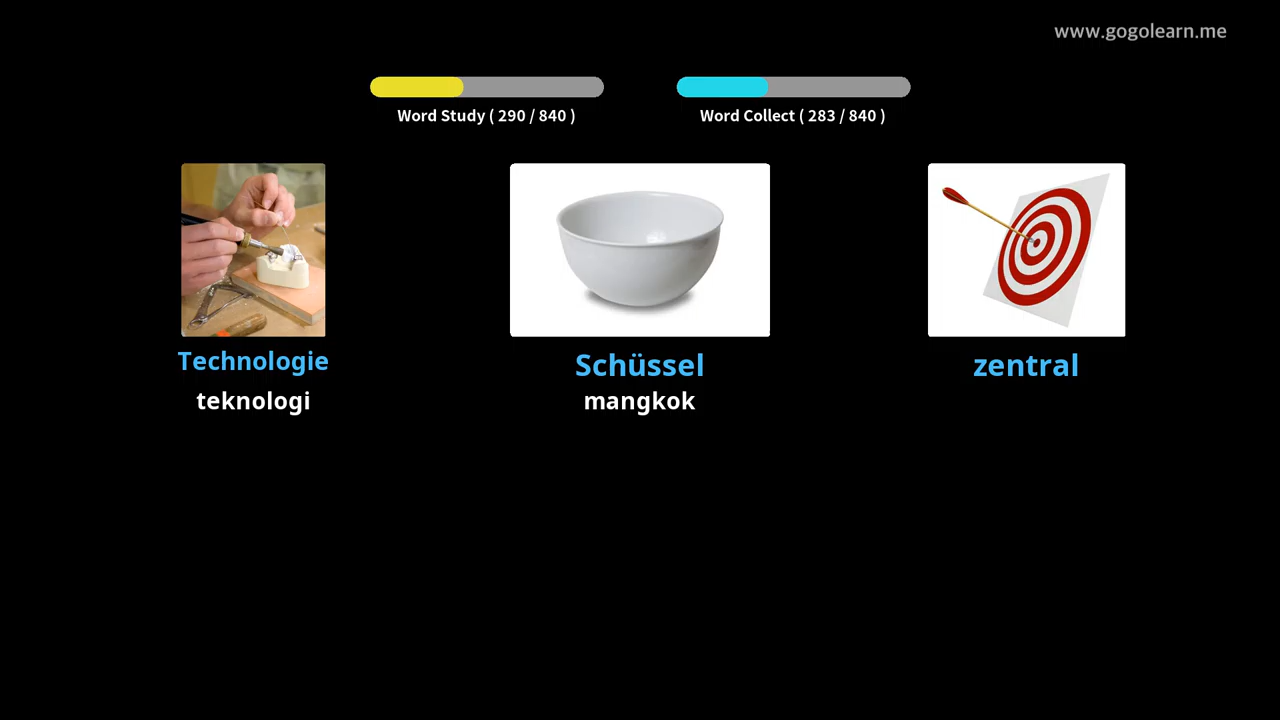 www.gogolearn.me
Word Study ( 290 / 840 )
Word Collect ( 283 / 840 )
Technologie
teknologi
Schüssel
mangkok
zentral